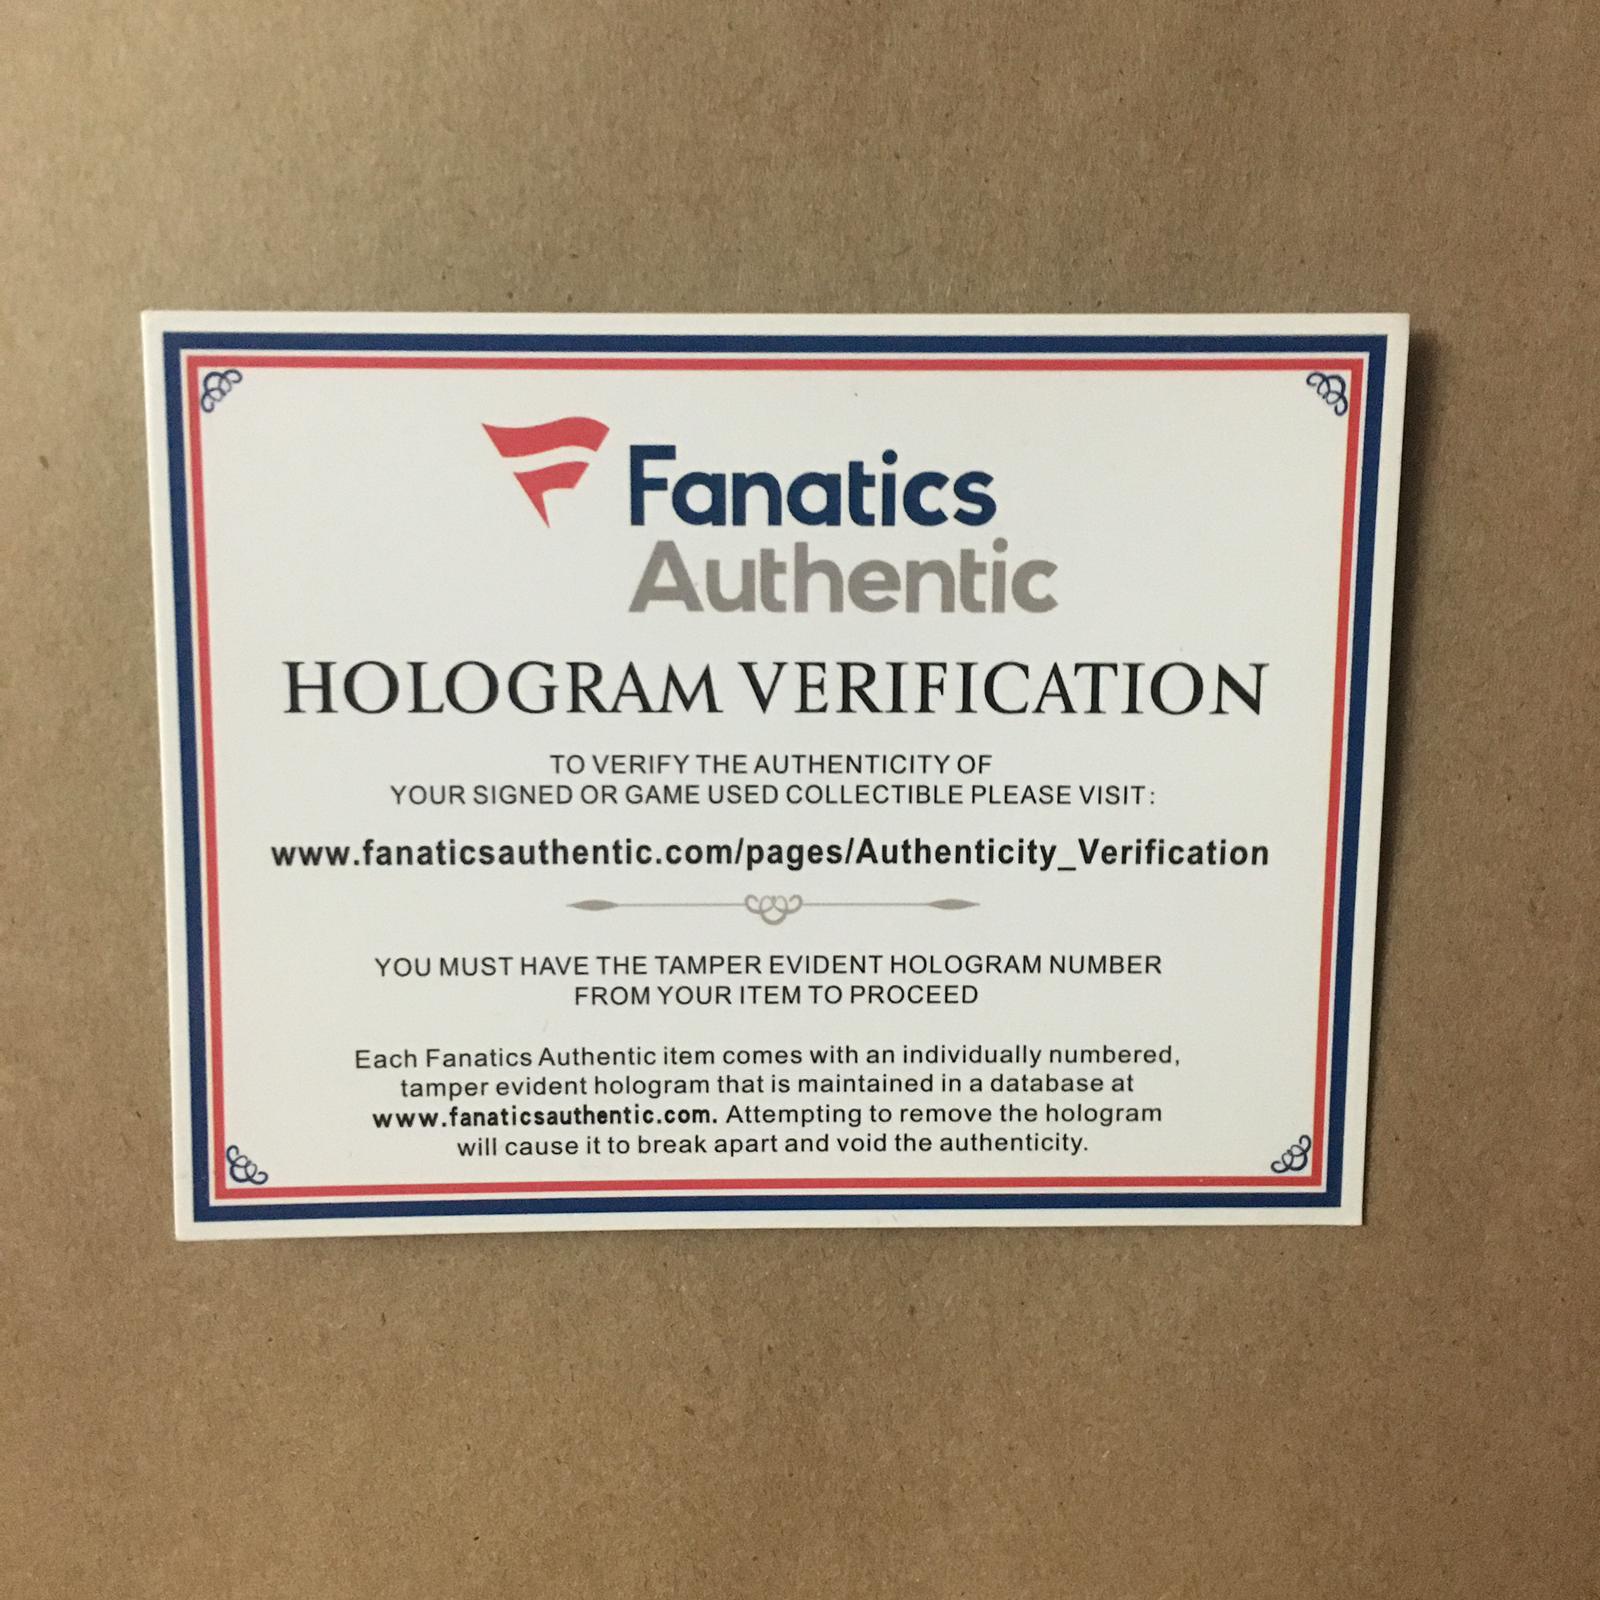 Fanatics
Authentic
HOLOGRAM VERIFICATION
TO VERIFY THE AUTHENTICITY OF
YOUR SIGNED OR GAME USED COLLECTIBLE PLEASE VISIT:
www.fanaticsauthentic.com/pages/Authenticity_Verification
YOU MUST HAVE THE TAMPER EVIDENT HOLOGRAM NUMBER
FROM YOUR ITEM TO PROCEED
Each Fanatics Authentic item comes with an individually numbered,
tamper evident hologram that is maintained in a database at
www.fanaticsauthentic.com. Attempting to remove the hologram
will cause it to break apart and void the authenticity.